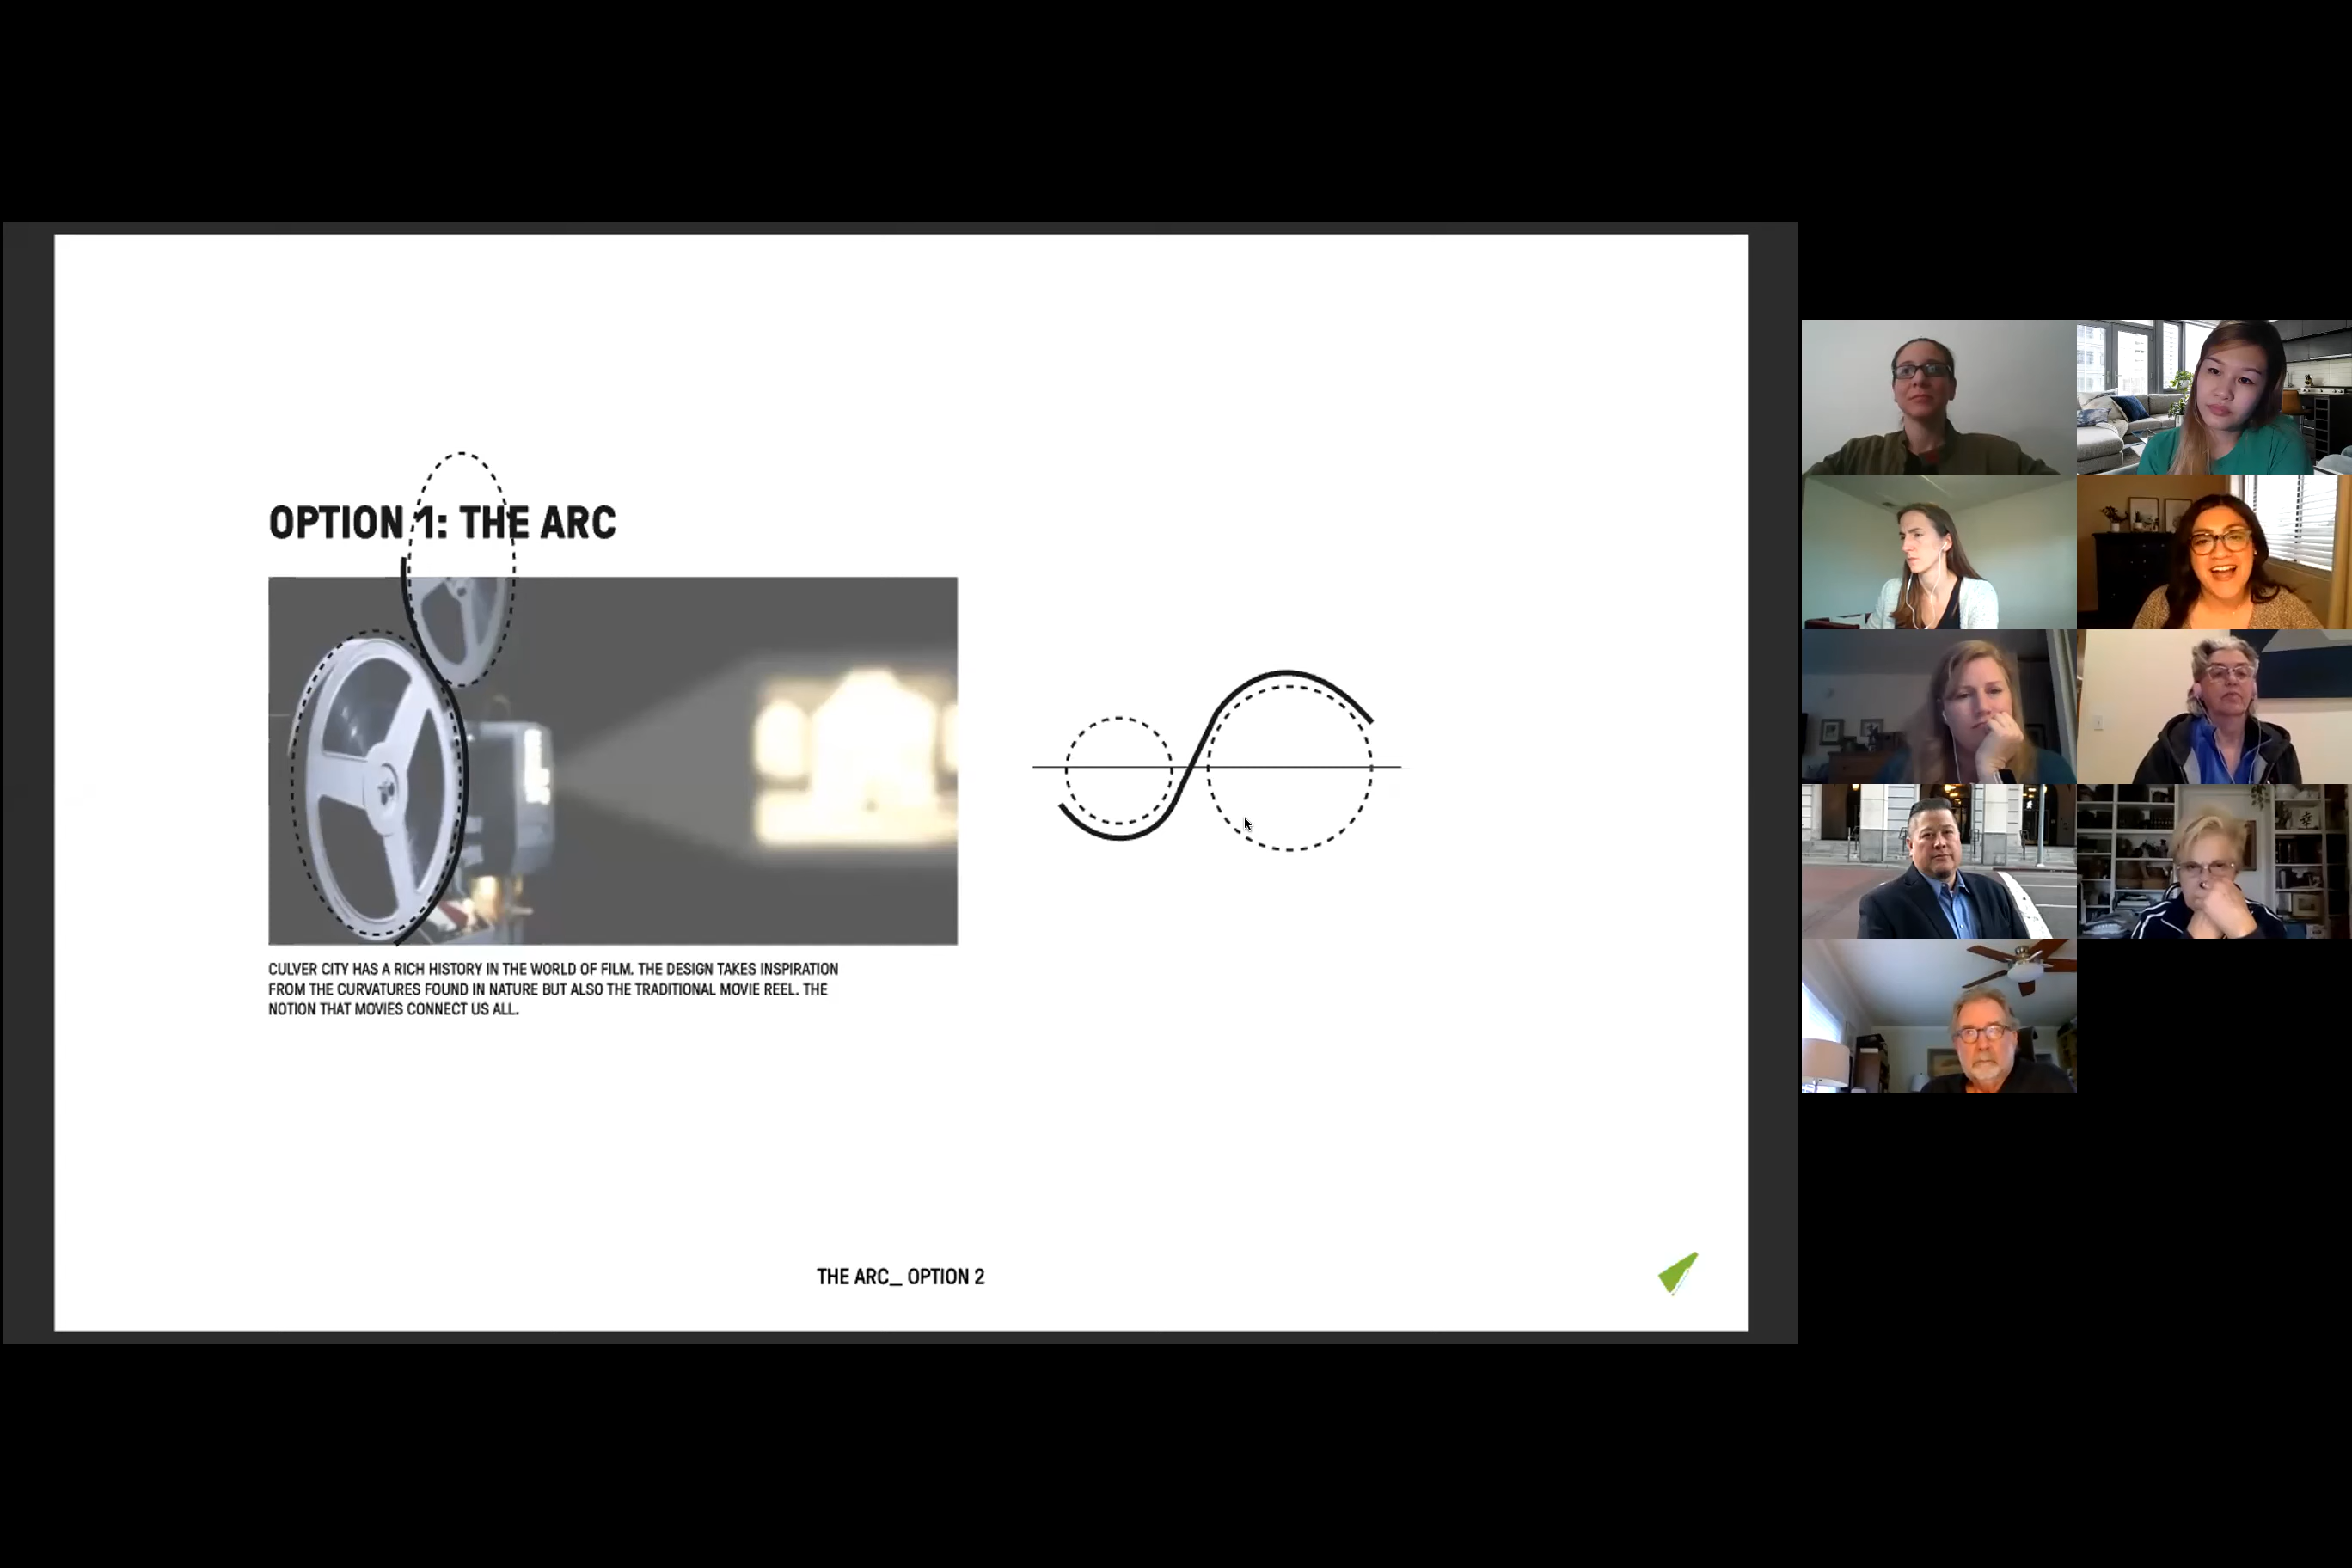 OPTION 1: THE ARC
CULVER CITY HAS A RICH HISTORY IN THE WORLD OF FILM. THE DESIGN TAKES INSPIRATION
FROM THE CURVATURES FOUND IN NATURE BUT ALSO THE TRADITIONAL MOVIE REEL. THE
NOTION THAT MOVIES CONNECT US ALL.
THE ARC_ OPTION 2